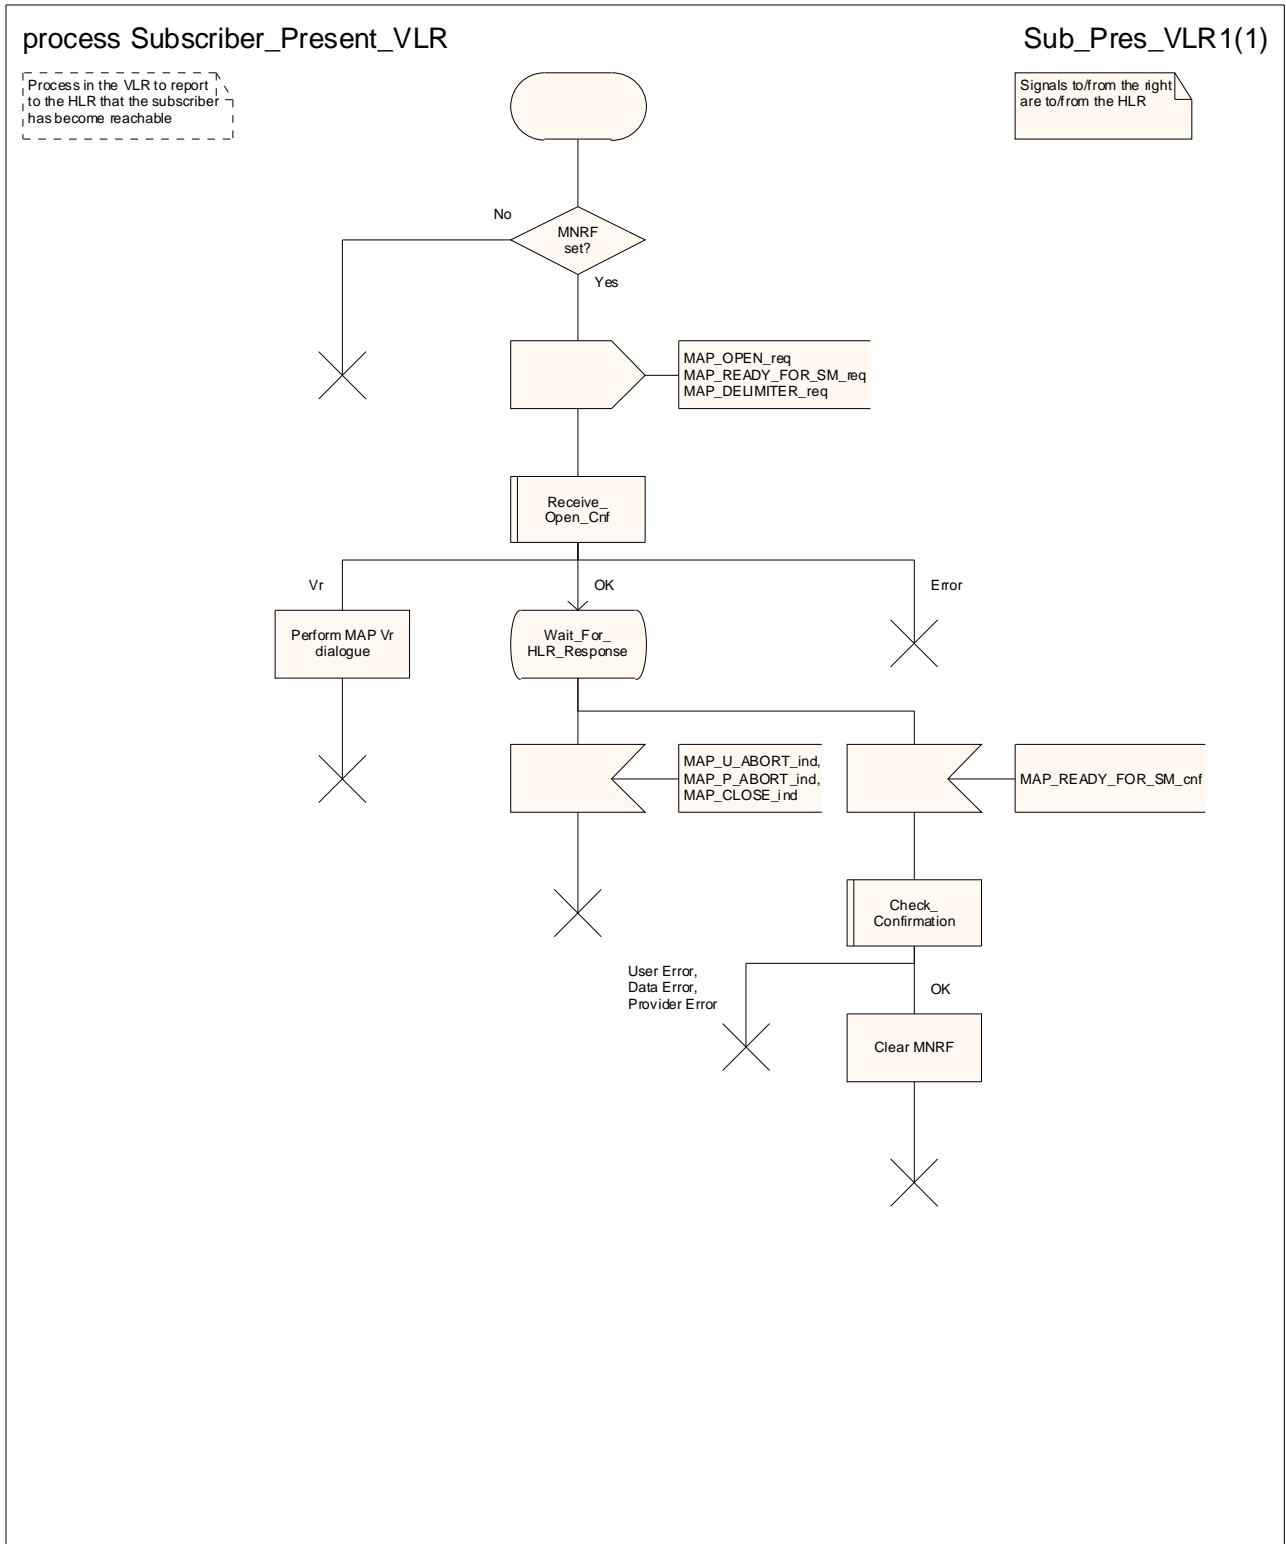 process Subscriber_Present_VLR
Sub_Pres_VLR1(1)
Process in the VLR to report
to the HLR that the subscriber
has become reachable
Signals to/from the right
are to/from the HLR
No
MNRF
set?
Yes
MAP_OPEN_req
MAP_READY_FOR_SM_req
MAP_DELIMITER_req
Receive_
Open_Cnf
Vr
OK
Error
Perform MAP Vr
dialogue
Wait_For_
HLR_Response
MAP_U_ABORT_ind,
MAP_P_ABORT_ind,
MAP_CLOSE_ind
MAP_READY_FOR_SM_cnf
Check_
Confirmation
User Error,
Data Error,
Provider Error
OK
Clear MNRF